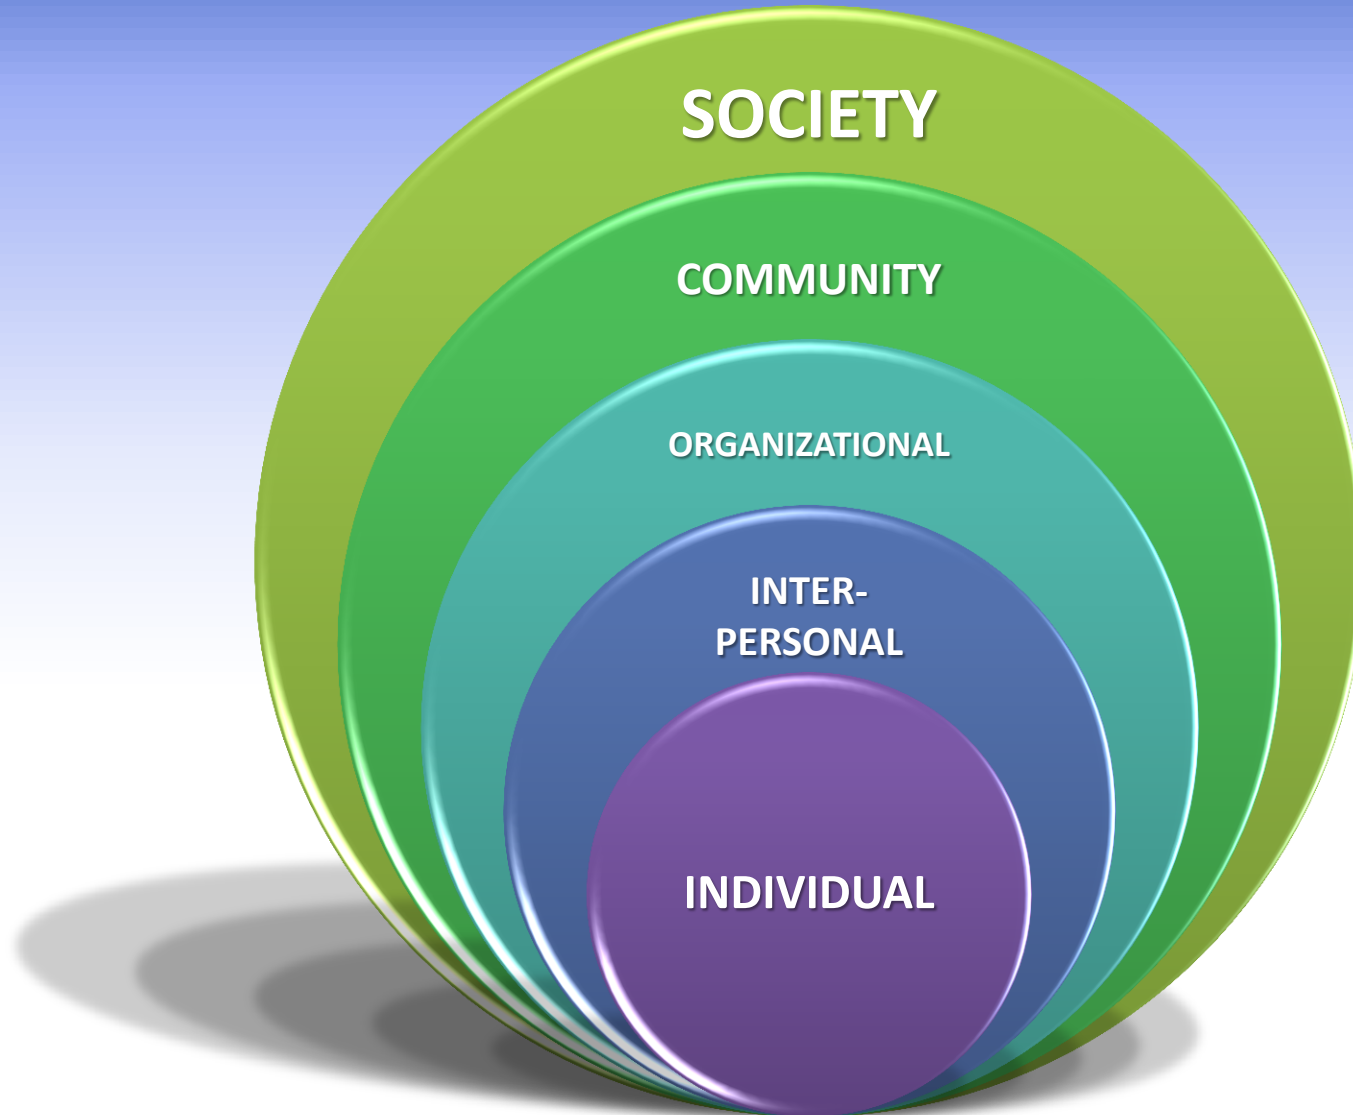 SOCIETY
COMMUNITY
ORGANIZATIONAL
INTER-
PERSONAL
INDIVIDUAL